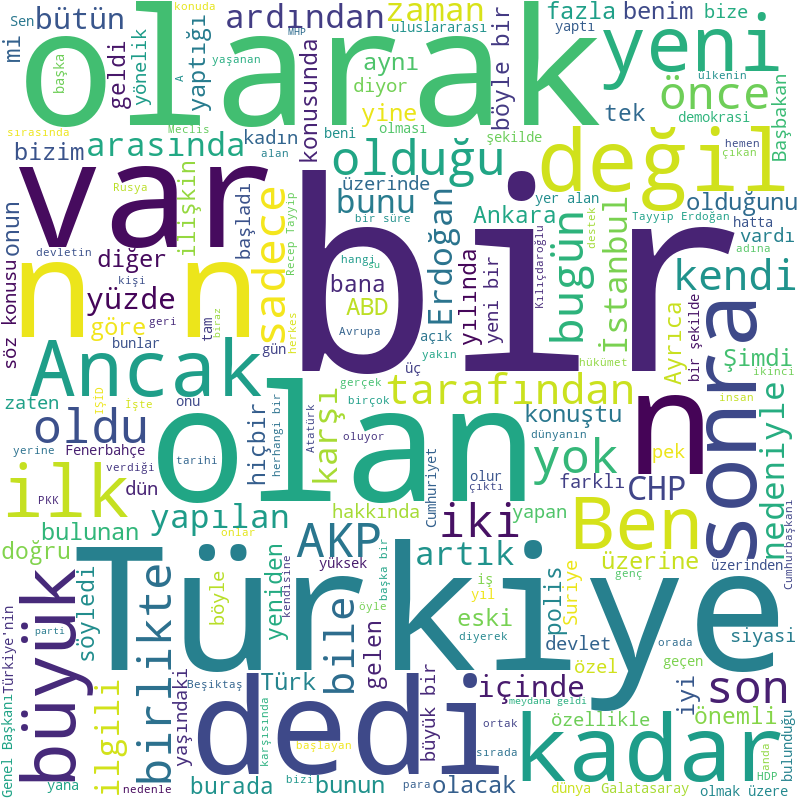 Sen
bütün
ardından
zaman
fazla
benim
bize
konuda
uluslararası
yaptı
mi
geldi
yönelik
başka
yaptığı
yaşanan
A
MHP
konusunda
aynı
diyor
böyle bir
yeni
ülkenin
olarak
yine
önce
demokrasi
Başbakan
sırasında
Meclis
kadın
beni
olması
şekilde
tek
hemen
çıkan
bizim
arasında
alan
olduğu
değil
var
Rusya
ilişkin
üzerinde
bunu
yer alan
olduğunu
onun
başladı
sadece
Recep Tayyip
bir süre
Erdoğan
Ankara
destek
Tayyip Erdoğan
hatta
vardı
adına
söz konusu
devletin
diğer
kişi
yüzde
bir
hangi
su
bana
ABD
Kılıçdaroğlu
yılında
yeni bir
bugün
İstanbul
kendi
n
n
göre
geri
tam
biraz
gün
herkes
Avrupa
açık
yakın
üç
hükümet
Ayrıca
bir şekilde
Şimdi
ikinci
bunlar
IŞİD
İşte
Ancak
onu
gerçek
birçok
karşı
tarafından
insan
sonra
zaten
oldu
Fenerbahçe
yerine
verdiği
hiçbir
herhangi bir
Atatürk
oluyor
olan
konuştu
dünyanın
n
pek
nedeniyle
dün
tarihi
yok
farklı
CHP
ilk
PKK
yapılan
onlar
olur
çıktı
hakkında
Cumhuriyet
iki
yapan
Ben
üzerinden
Cumhurbaşkanı
doğru
bulunan
AKP
yüksek
artık
üzerine
büyük
söyledi
birlikte
böyle
yeniden
kendisine
bile
öyle
başka bir
gelen
iş
yıl
eski
diyerek
polis
Suriye
genç
devlet
siyasi
Türkiye
Türkiye'nin
Genel Başkanı
parti
ilgili
yaşındaki
Beşiktaş
Türk
karşısında
büyük bir
içinde
özel
orada
geçen
iyi
son
dedi
meydana geldi
özellikle
önemli
bulunduğu
başlayan
ortak
sırada
kadar
HDP
anda
yana
nedenle
burada
bizi
bunun
para
olacak
dünya
Galatasaray
olmak üzere